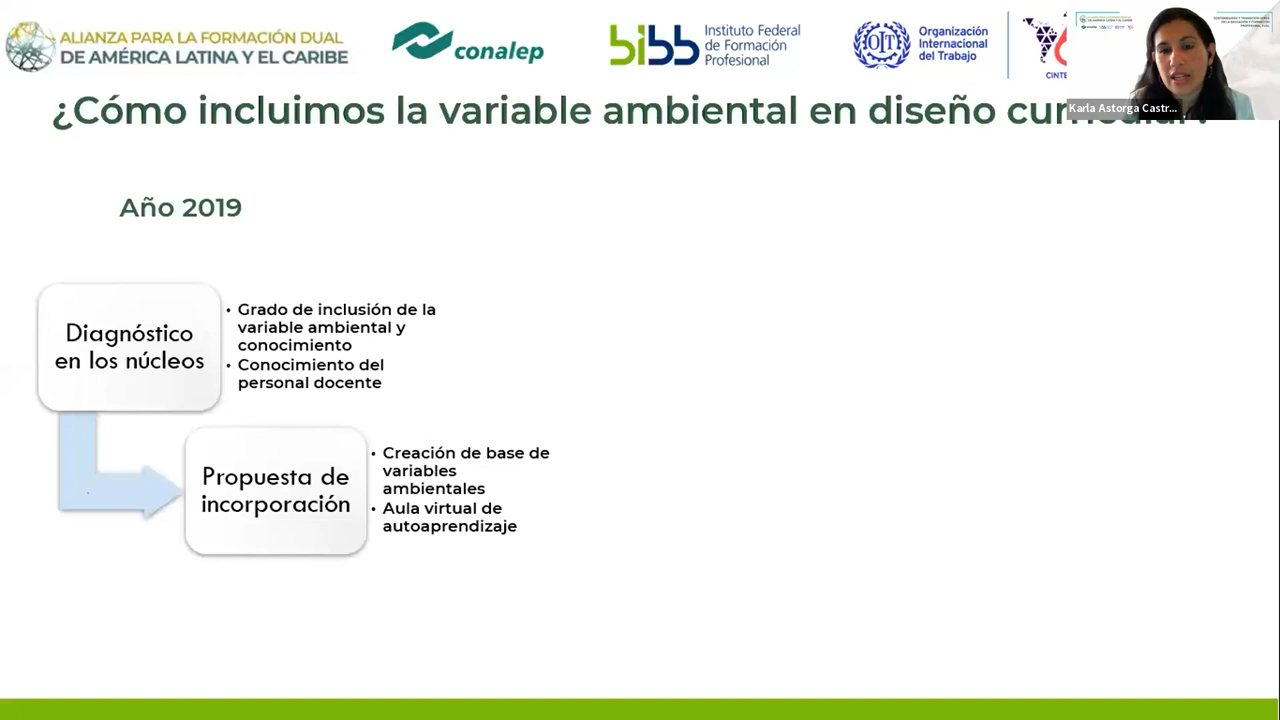 ALIANZA PARA LA FORMACIÓN DUAL
DE AMÉRICA LATINA Y EL CARIBE
conalep
bibb
Instituto Federal
de Formación
Profesional
Organización
Internacional
del Trabajo
CINTE
Karla Astorga Castr...
¿Cómo incluimos la variable ambiental en diseño curricular?
Año 2019
Diagnóstico
en los núcleos
• Grado de inclusión de la
variable ambiental y
conocimiento
• Conocimiento del
personal docente
Propuesta de
incorporación
• Creación de base de
variables
ambientales
• Aula virtual de
autoaprendizaje